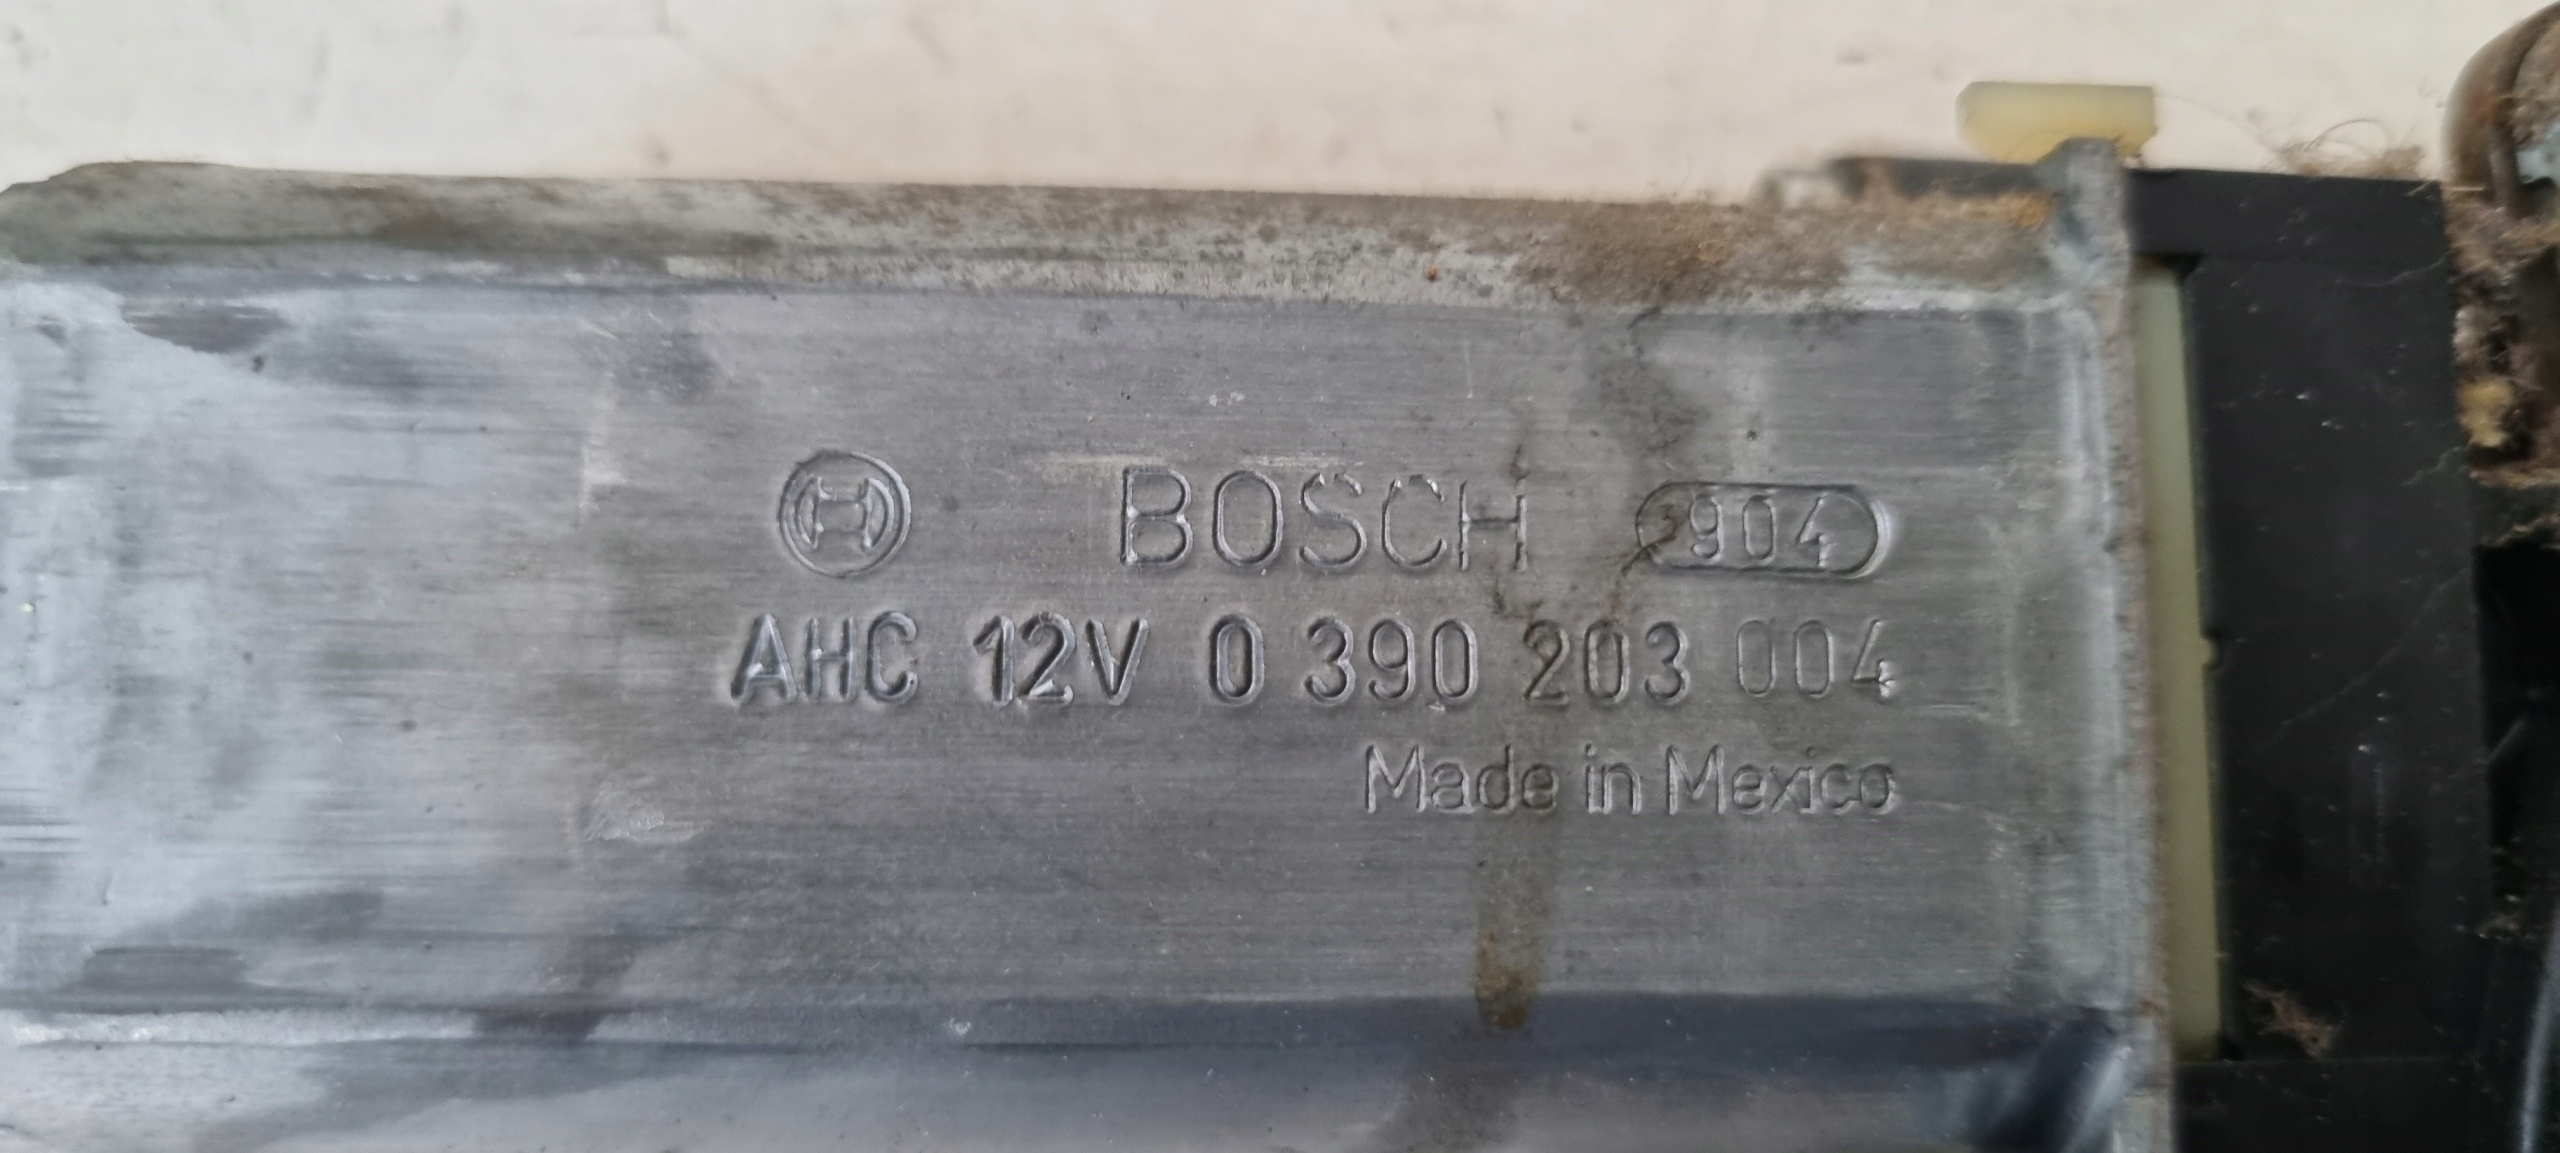 BOSCH 904
AHC 12V 0 390 203 004
Made in Mexico